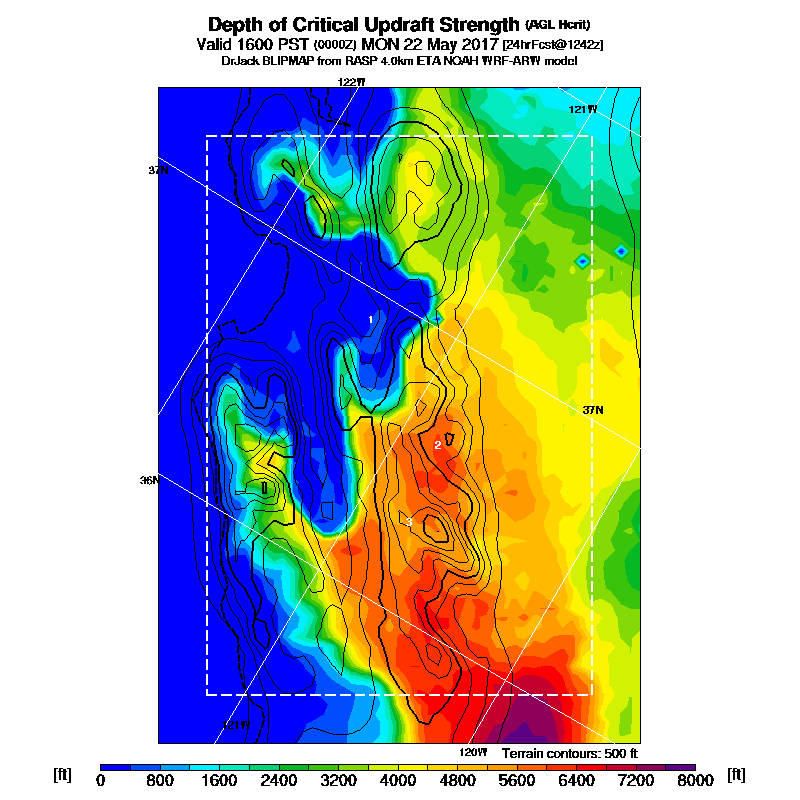 Depth of Critical Updraft Strength (AGL Hcrit)
Valid 1600 PST (0000Z) MON 22 May 2017 [24hrFcst@1242z]
DrJack BLIPMAP from RASP 4.0km ETA NOAH WRF-ARW model
122W
121W
37N
1
37N
2
36N
3
121W
120W
Terrain contours: 500 ft
[ft] 0 800 1600 2400 3200 4000 4800 5600 6400 7200 8000 [ft]